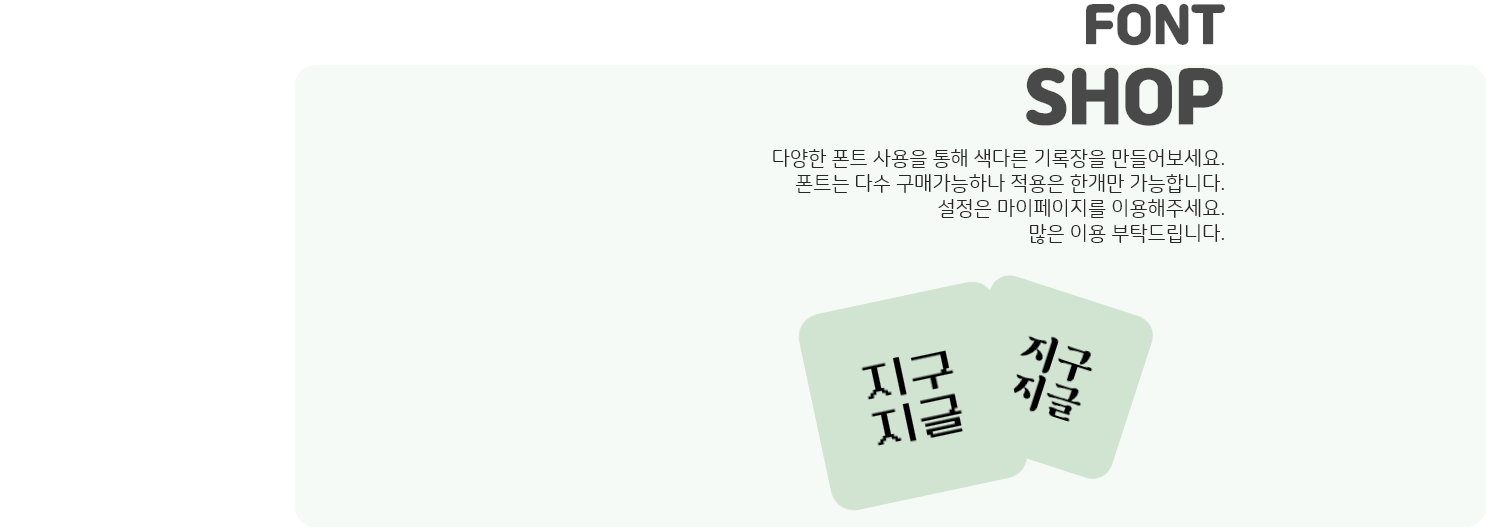 FONT
SHOP
다양한 폰트 사용을 통해 색다른 기록장을 만들어보세요.
폰트는 다수 구매가능하나 적용은 한개만 가능합니다.
설정은 마이페이지를 이용해주세요.
많은 이용 부탁드립니다.
지구
지글
지구
지글